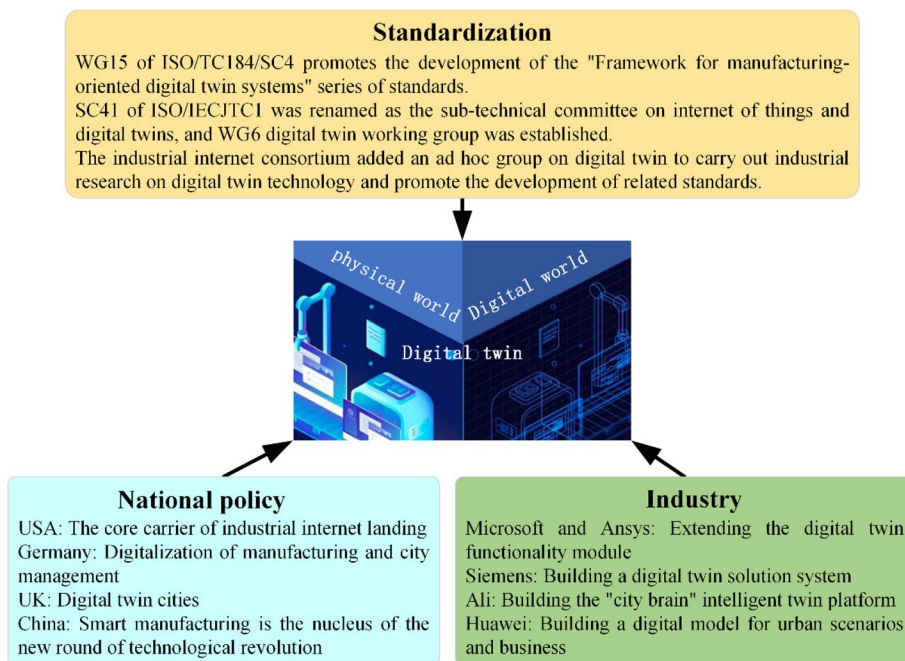 Standardization
WG15 of ISO/TC184/SC4 promotes the development of the "Framework for manufacturing-
oriented digital twin systems" series of standards.
SC41 of ISO/IECJTC1 was renamed as the sub-technical committee on internet of things and
digital twins, and WG6 digital twin working group was established.
The industrial internet consortium added an ad hoc group on digital twin to carry out industrial
research on digital twin technology and promote the development of related standards.
physical world
Digital world
Digital twin
National policy
USA: The core carrier of industrial internet landing
Germany: Digitalization of manufacturing and city
management
UK: Digital twin cities
China: Smart manufacturing is the nucleus of the
new round of technological revolution
Industry
Microsoft and Ansys: Extending the digital twin
functionality module
Siemens: Building a digital twin solution system
Ali: Building the "city brain" intelligent twin platform
Huawei: Building a digital model for urban scenarios
and business